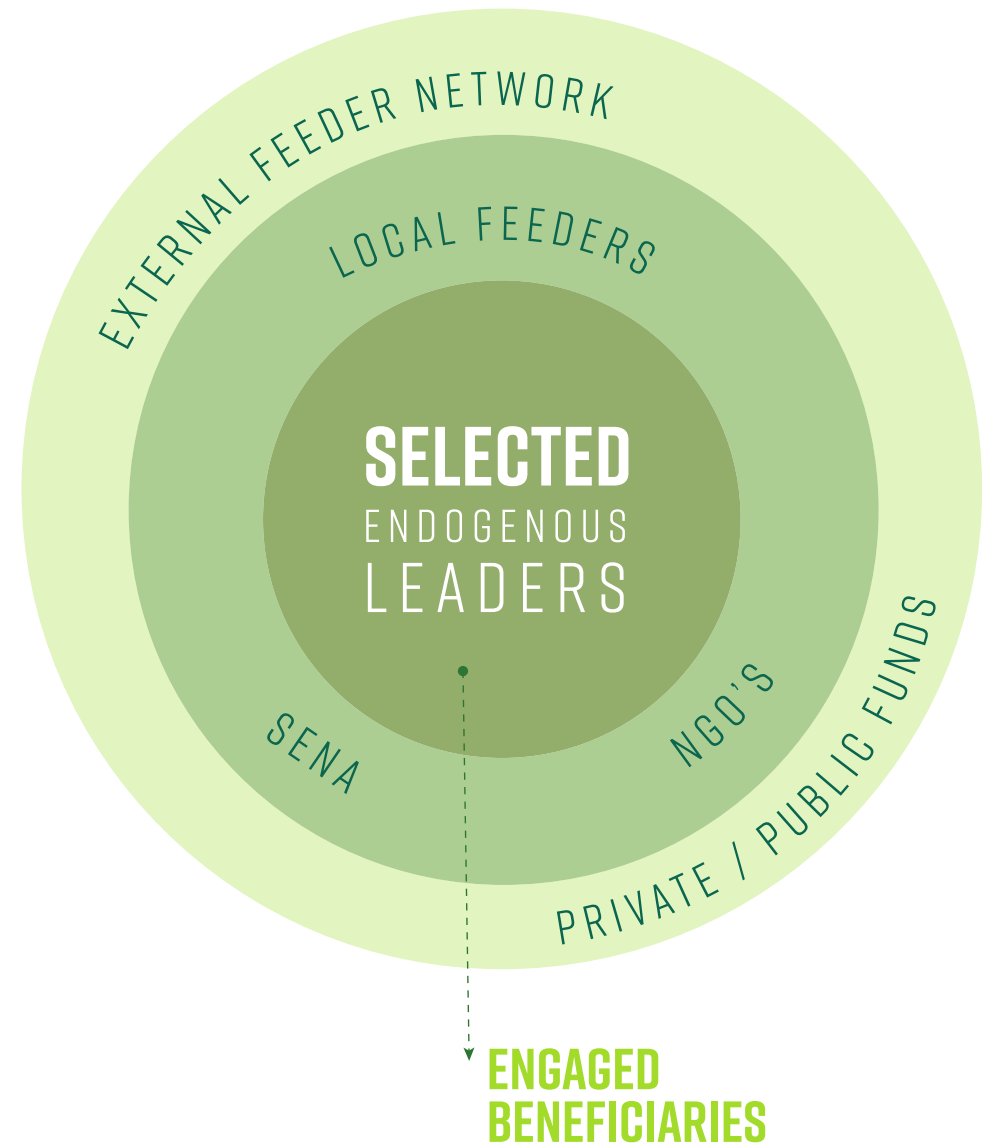 EXTERNAL FEEDER NETWORK
LOCAL FEEDERS
SELECTED
ENDOGENOUS
LEADERS
SENA
NGO'S
PRIVATE / PUBLIC FUNDS
ENGAGED
BENEFICIARIES